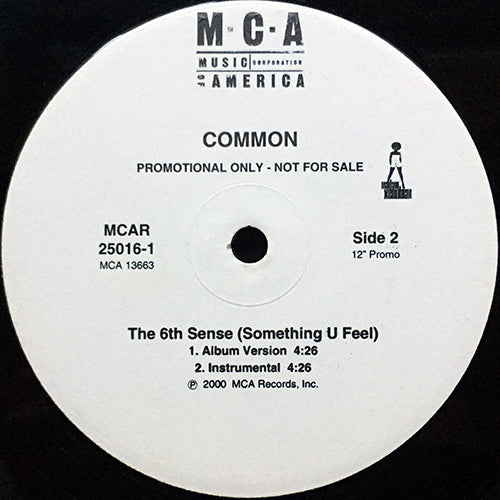 M·C·A
MUSIC CORPORATION
OF AMERICA
COMMON
PROMOTIONAL ONLY - NOT FOR SALE
MCAR
25016-1
MCA 13663
Side 2
12" Promo
The 6th Sense (Something U Feel)
1. Album Version 4:26
2. Instrumental 4:26
℗ 2000 MCA Records, Inc.